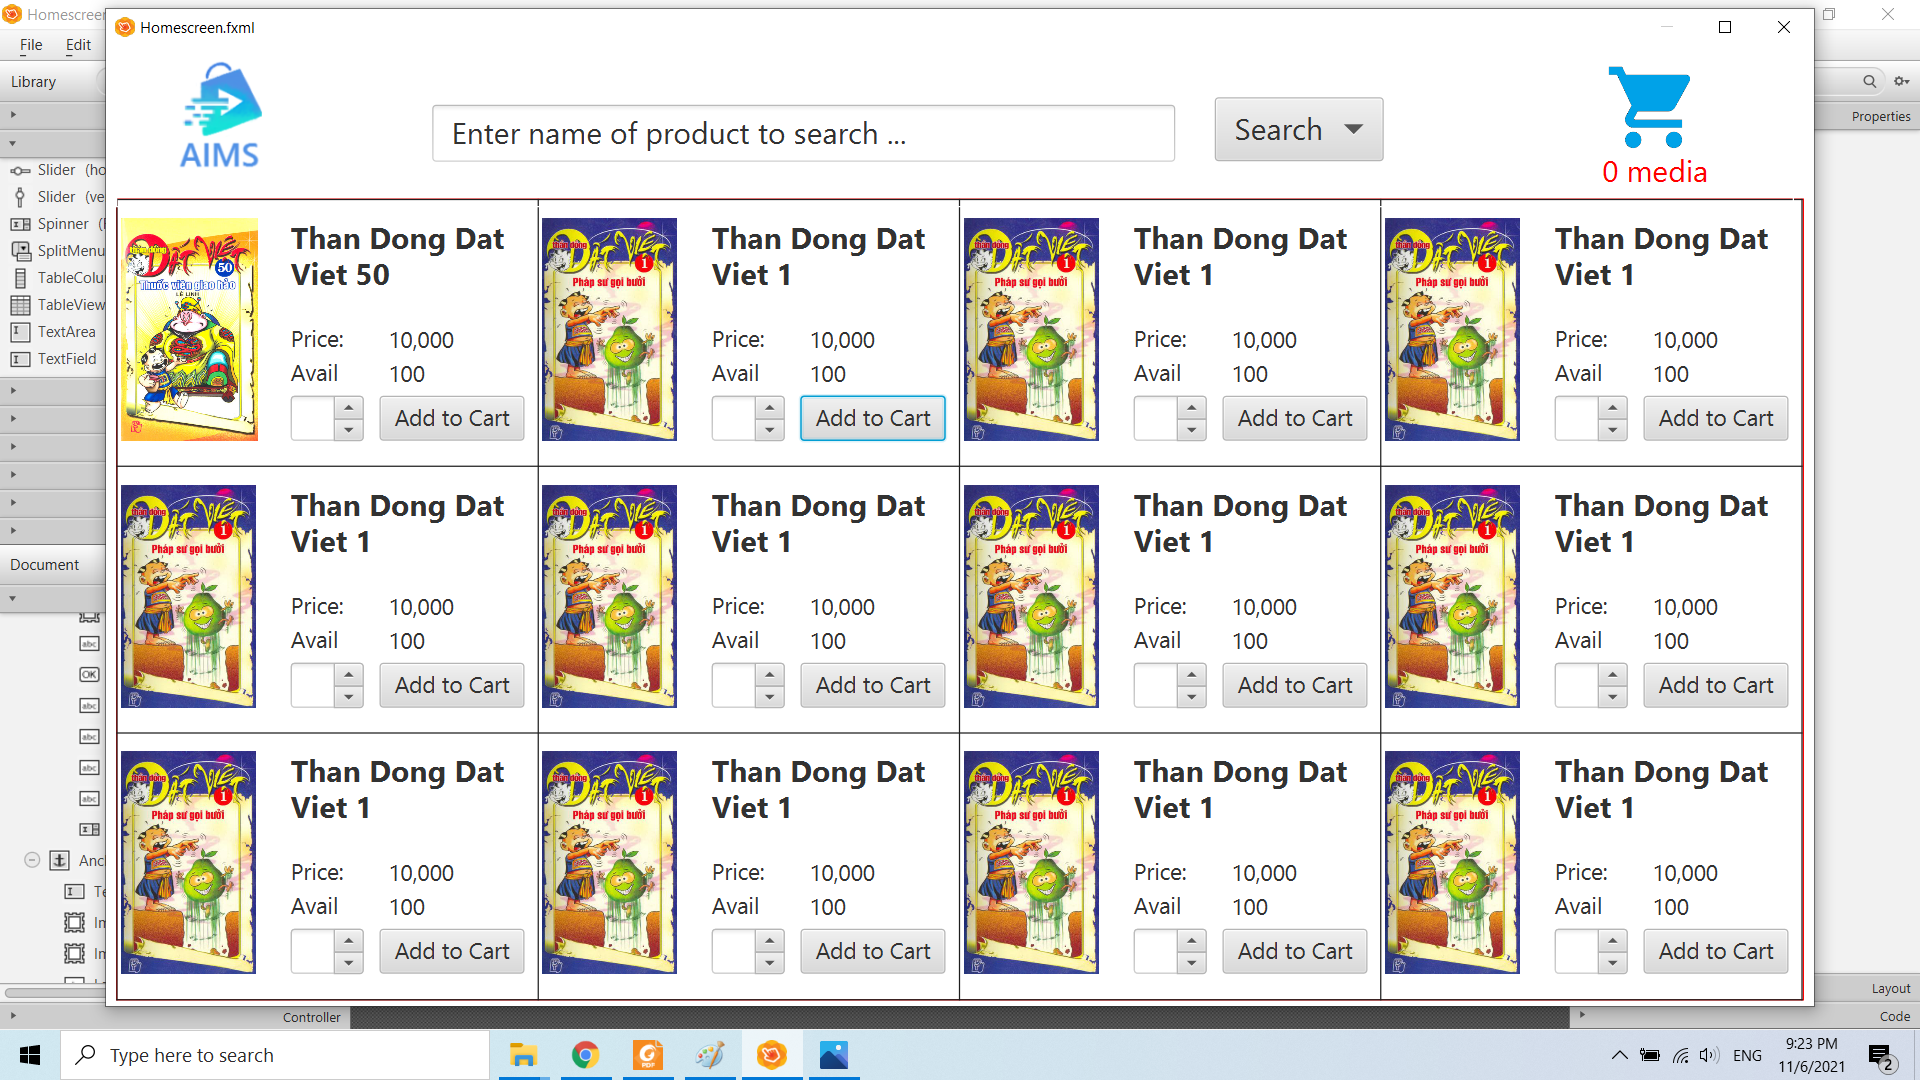 Homescreen
Homescreen.fxml
File Edit
Library
AIMS
Enter name of product to search ...
Search
0 media
Properties
Slider (ho
Slider (ve
Spinner (
SplitMenu
TableColu
TableView
TextArea
TextField
Document
Controller
Layout
Code
Than Dong Dat
Viet 50
Price: 10,000
Avail 100
Add to Cart
Than Dong Dat
Viet 1
Price: 10,000
Avail 100
Add to Cart
Than Dong Dat
Viet 1
Price: 10,000
Avail 100
Add to Cart
Than Dong Dat
Viet 1
Price: 10,000
Avail 100
Add to Cart
Than Dong Dat
Viet 1
Price: 10,000
Avail 100
Add to Cart
Than Dong Dat
Viet 1
Price: 10,000
Avail 100
Add to Cart
Than Dong Dat
Viet 1
Price: 10,000
Avail 100
Add to Cart
Than Dong Dat
Viet 1
Price: 10,000
Avail 100
Add to Cart
Than Dong Dat
Viet 1
Price: 10,000
Avail 100
Add to Cart
Than Dong Dat
Viet 1
Price: 10,000
Avail 100
Add to Cart
Than Dong Dat
Viet 1
Price: 10,000
Avail 100
Add to Cart
Than Dong Dat
Viet 1
Price: 10,000
Avail 100
Add to Cart
Type here to search
ENG
9:23 PM
11/6/2021
2